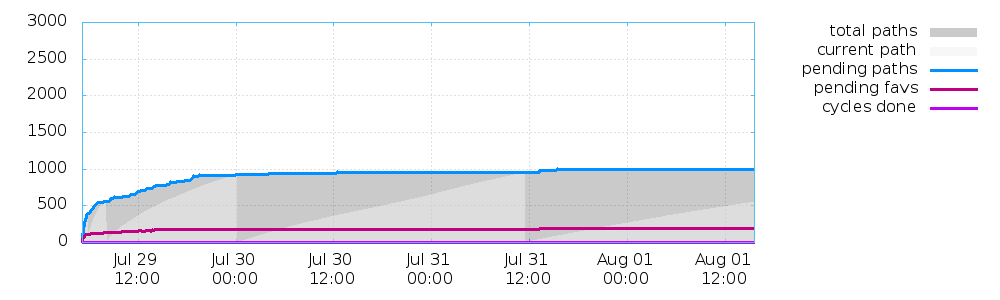 3000
2500
2000
1500
1000
500
0
Jul 29 Jul 30 Jul 30 Jul 31 Jul 31 Aug 01 Aug 01
12:00 00:00 12:00 00:00 12:00 00:00 12:00
total paths
current path
pending paths
pending favs
cycles done